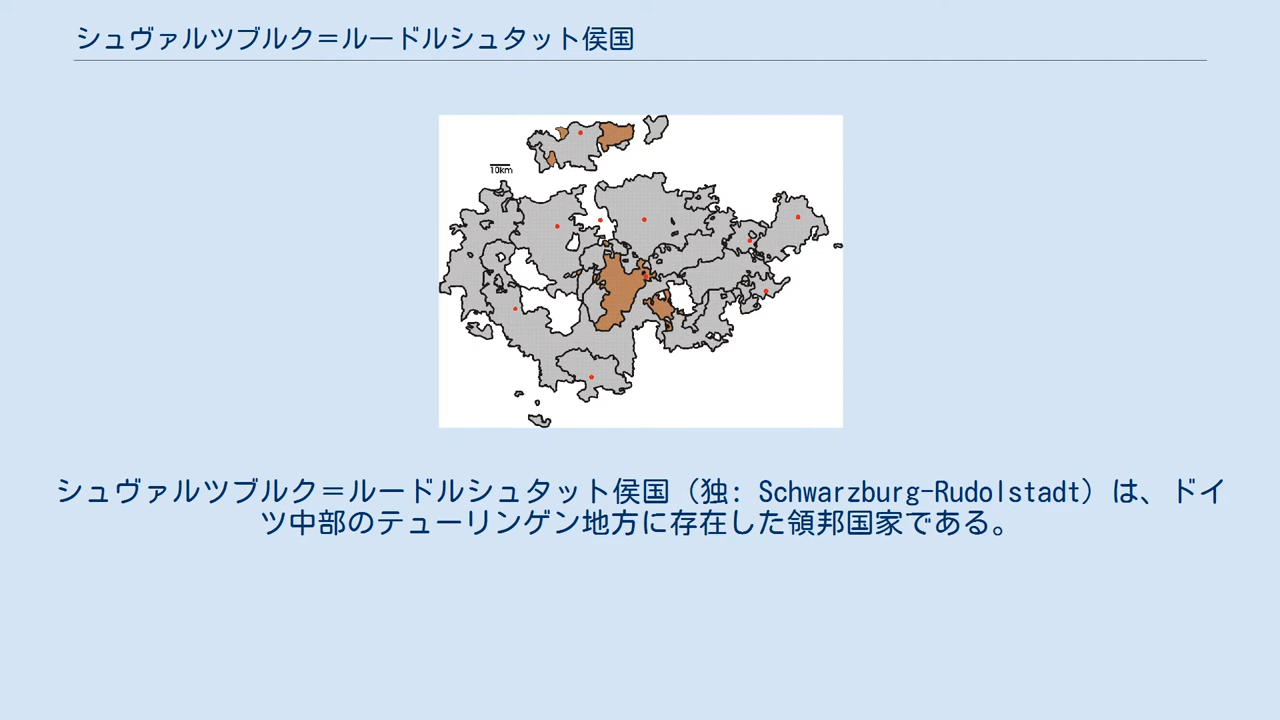 シュヴァルツブルク＝ルードルシュタット侯国
10km
シュヴァルツブルク＝ルードルシュタット侯国（独: Schwarzburg-Rudolstadt）は、ドイ
ツ中部のテューリンゲン地方に存在した領邦国家である。